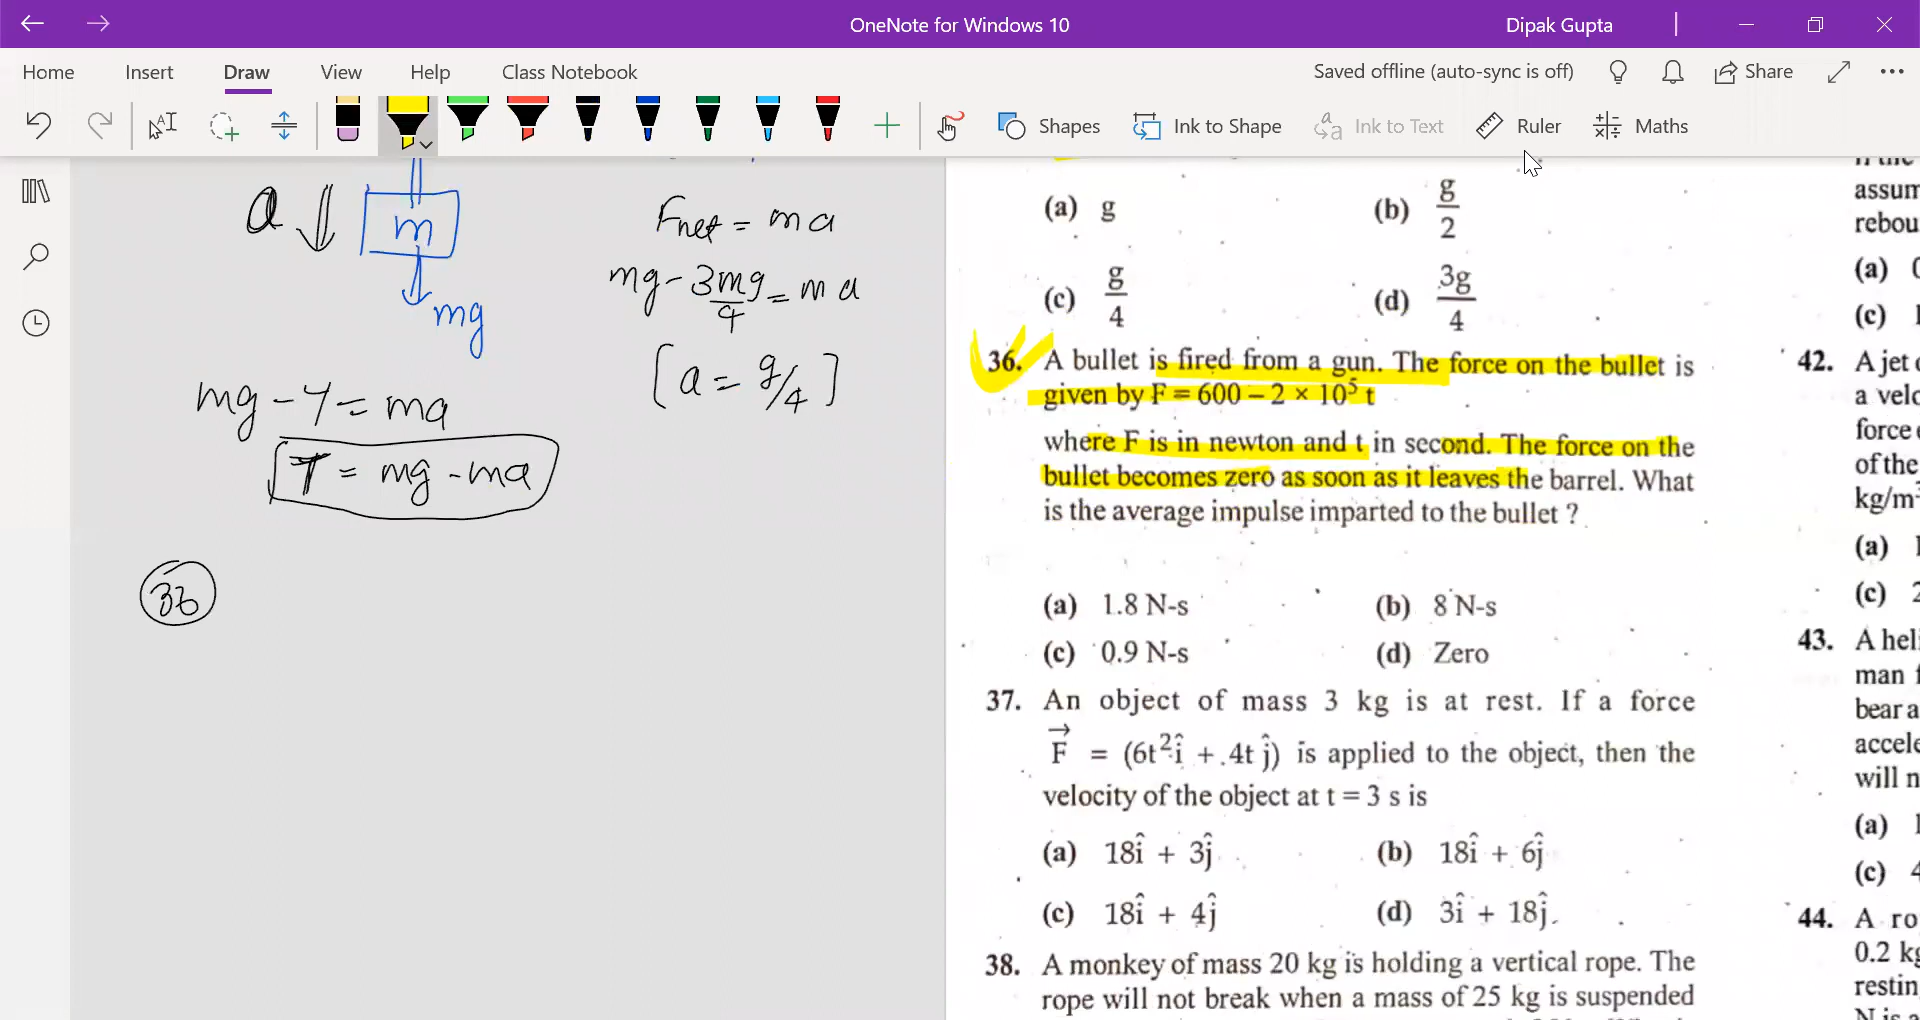 OneNote for Windows 10
Dipak Gupta
Home Insert Draw View Help Class Notebook
Saved offline (auto-sync is off) Share
Shapes Ink to Shape Ink to Text Ruler Maths
a
m
mg
mg - T = ma
T = mg - ma
Fnet = ma
mg - 3mg/4 = ma
[a = g/4]
36
(a) g (b) g/2
(c) g/4 (d) 3g/4
36. A bullet is fired from a gun. The force on the bullet is
given by F = 600 – 2 × 10⁵ t
where F is in newton and t in second. The force on the
bullet becomes zero as soon as it leaves the barrel. What
is the average impulse imparted to the bullet ?
(a) 1.8 N-s (b) 8 N-s
(c) 0.9 N-s (d) Zero
37. An object of mass 3 kg is at rest. If a force
F⃗ = (6t² î + 4t ĵ) is applied to the object, then the
velocity of the object at t = 3 s is
(a) 18î + 3ĵ (b) 18î + 6ĵ
(c) 18î + 4ĵ (d) 3î + 18ĵ
38. A monkey of mass 20 kg is holding a vertical rope. The
rope will not break when a mass of 25 kg is suspended
assum
rebou
(a)
(c)
42. A jet
a velo
force
of the
kg/m³
(a)
(c)
43. A heli
man
bear a
accele
will n
(a)
(c)
44. A ro
0.2 kg
restin